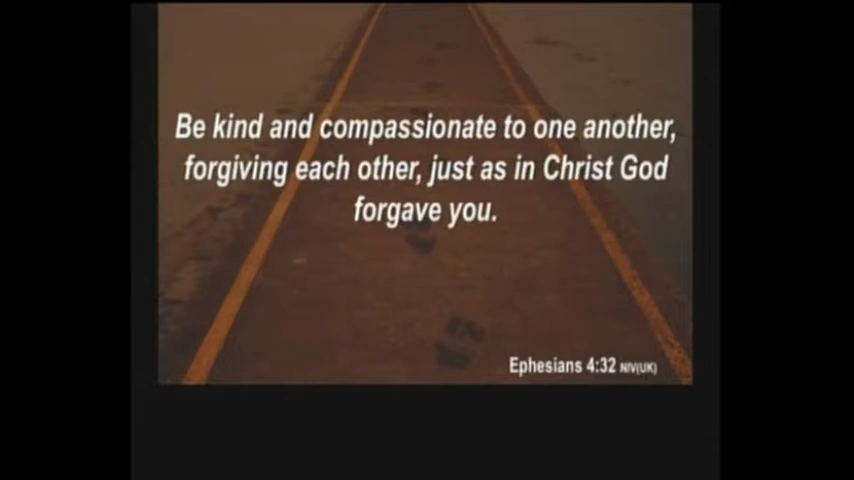 Be kind and compassionate to one another,
forgiving each other, just as in Christ God
forgave you.
Ephesians 4:32 NIV(UK)